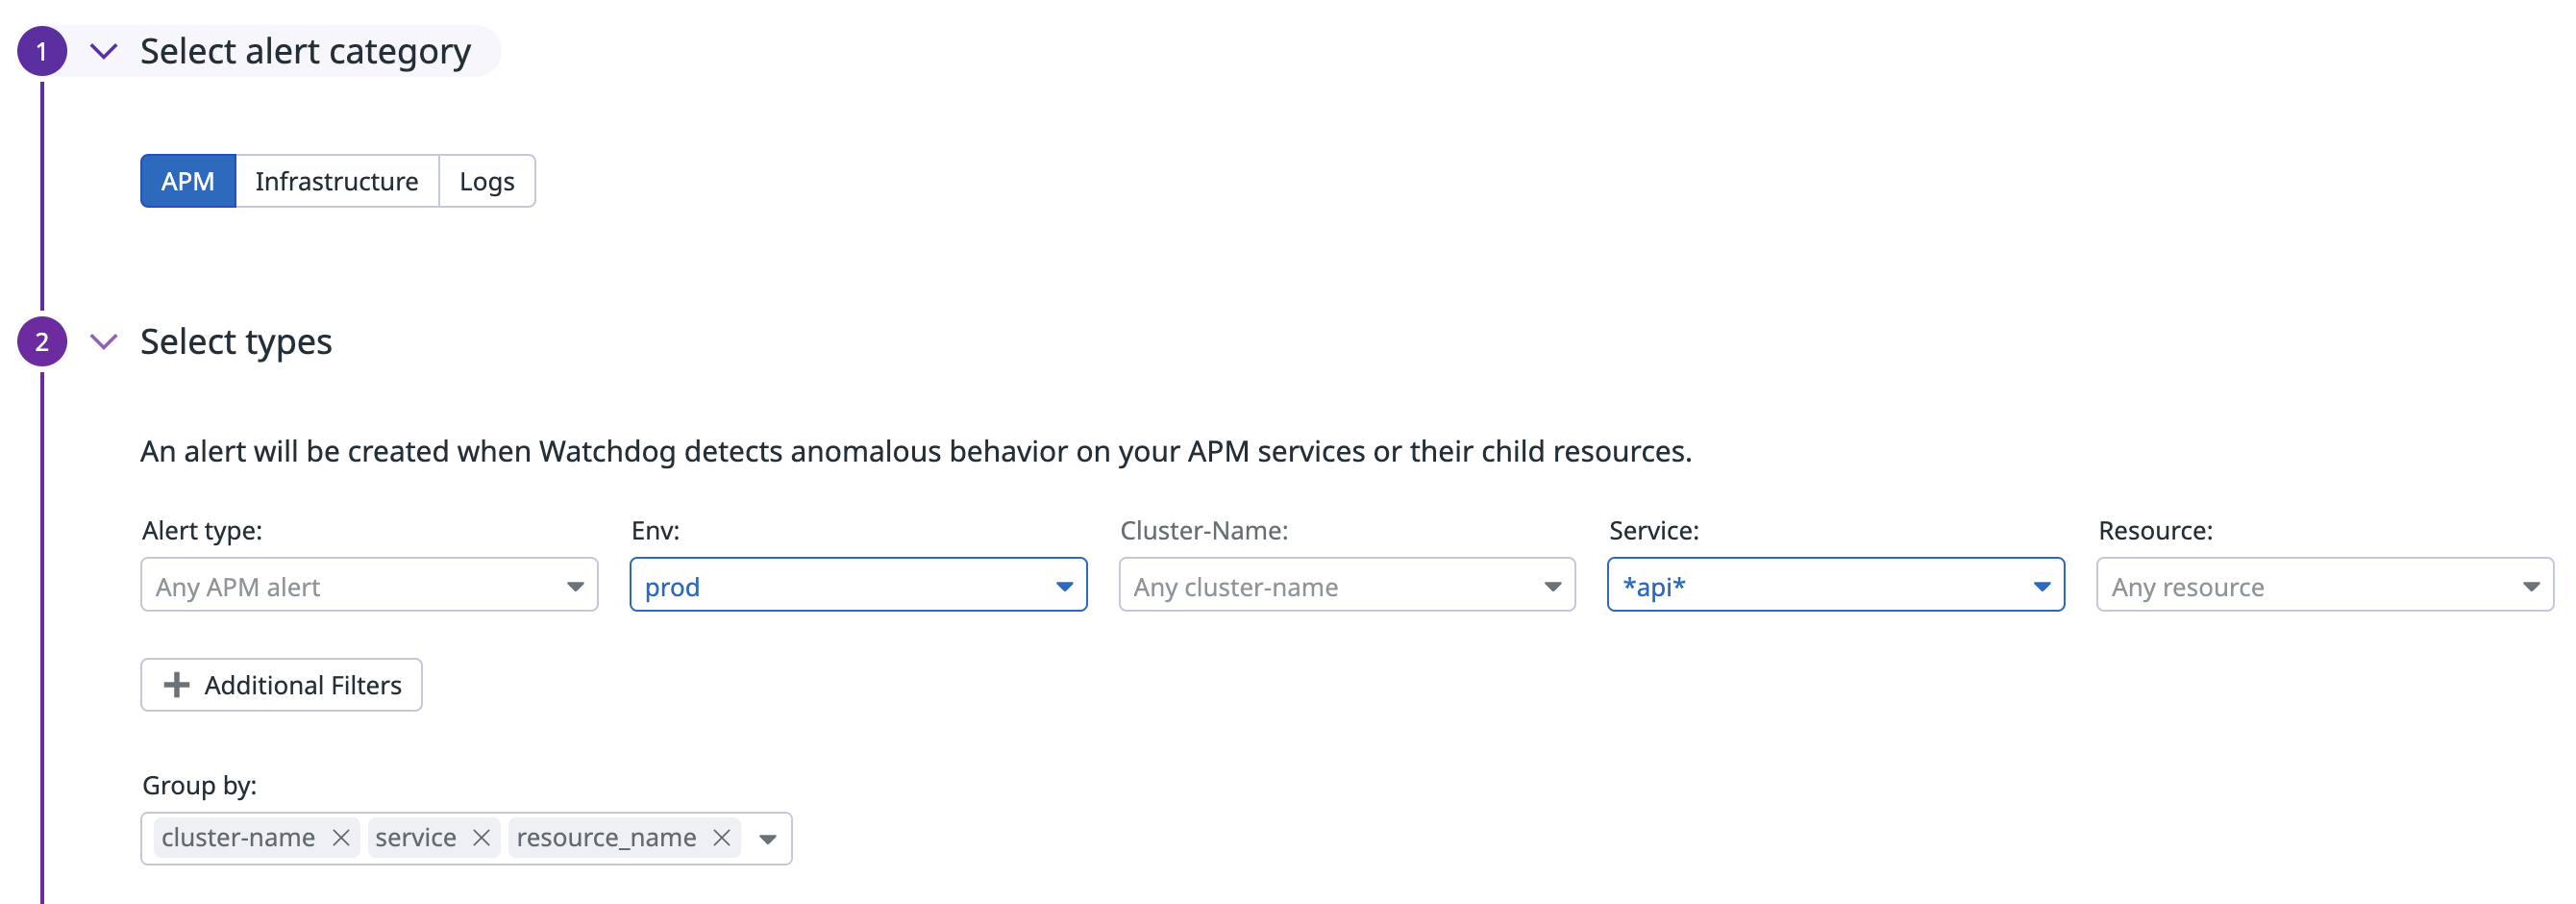 1 Select alert category
APM Infrastructure Logs
2 Select types
An alert will be created when Watchdog detects anomalous behavior on your APM services or their child resources.
Alert type: Env: Cluster-Name: Service: Resource:
Any APM alert prod Any cluster-name *api* Any resource
Additional Filters
Group by:
cluster-name service resource_name